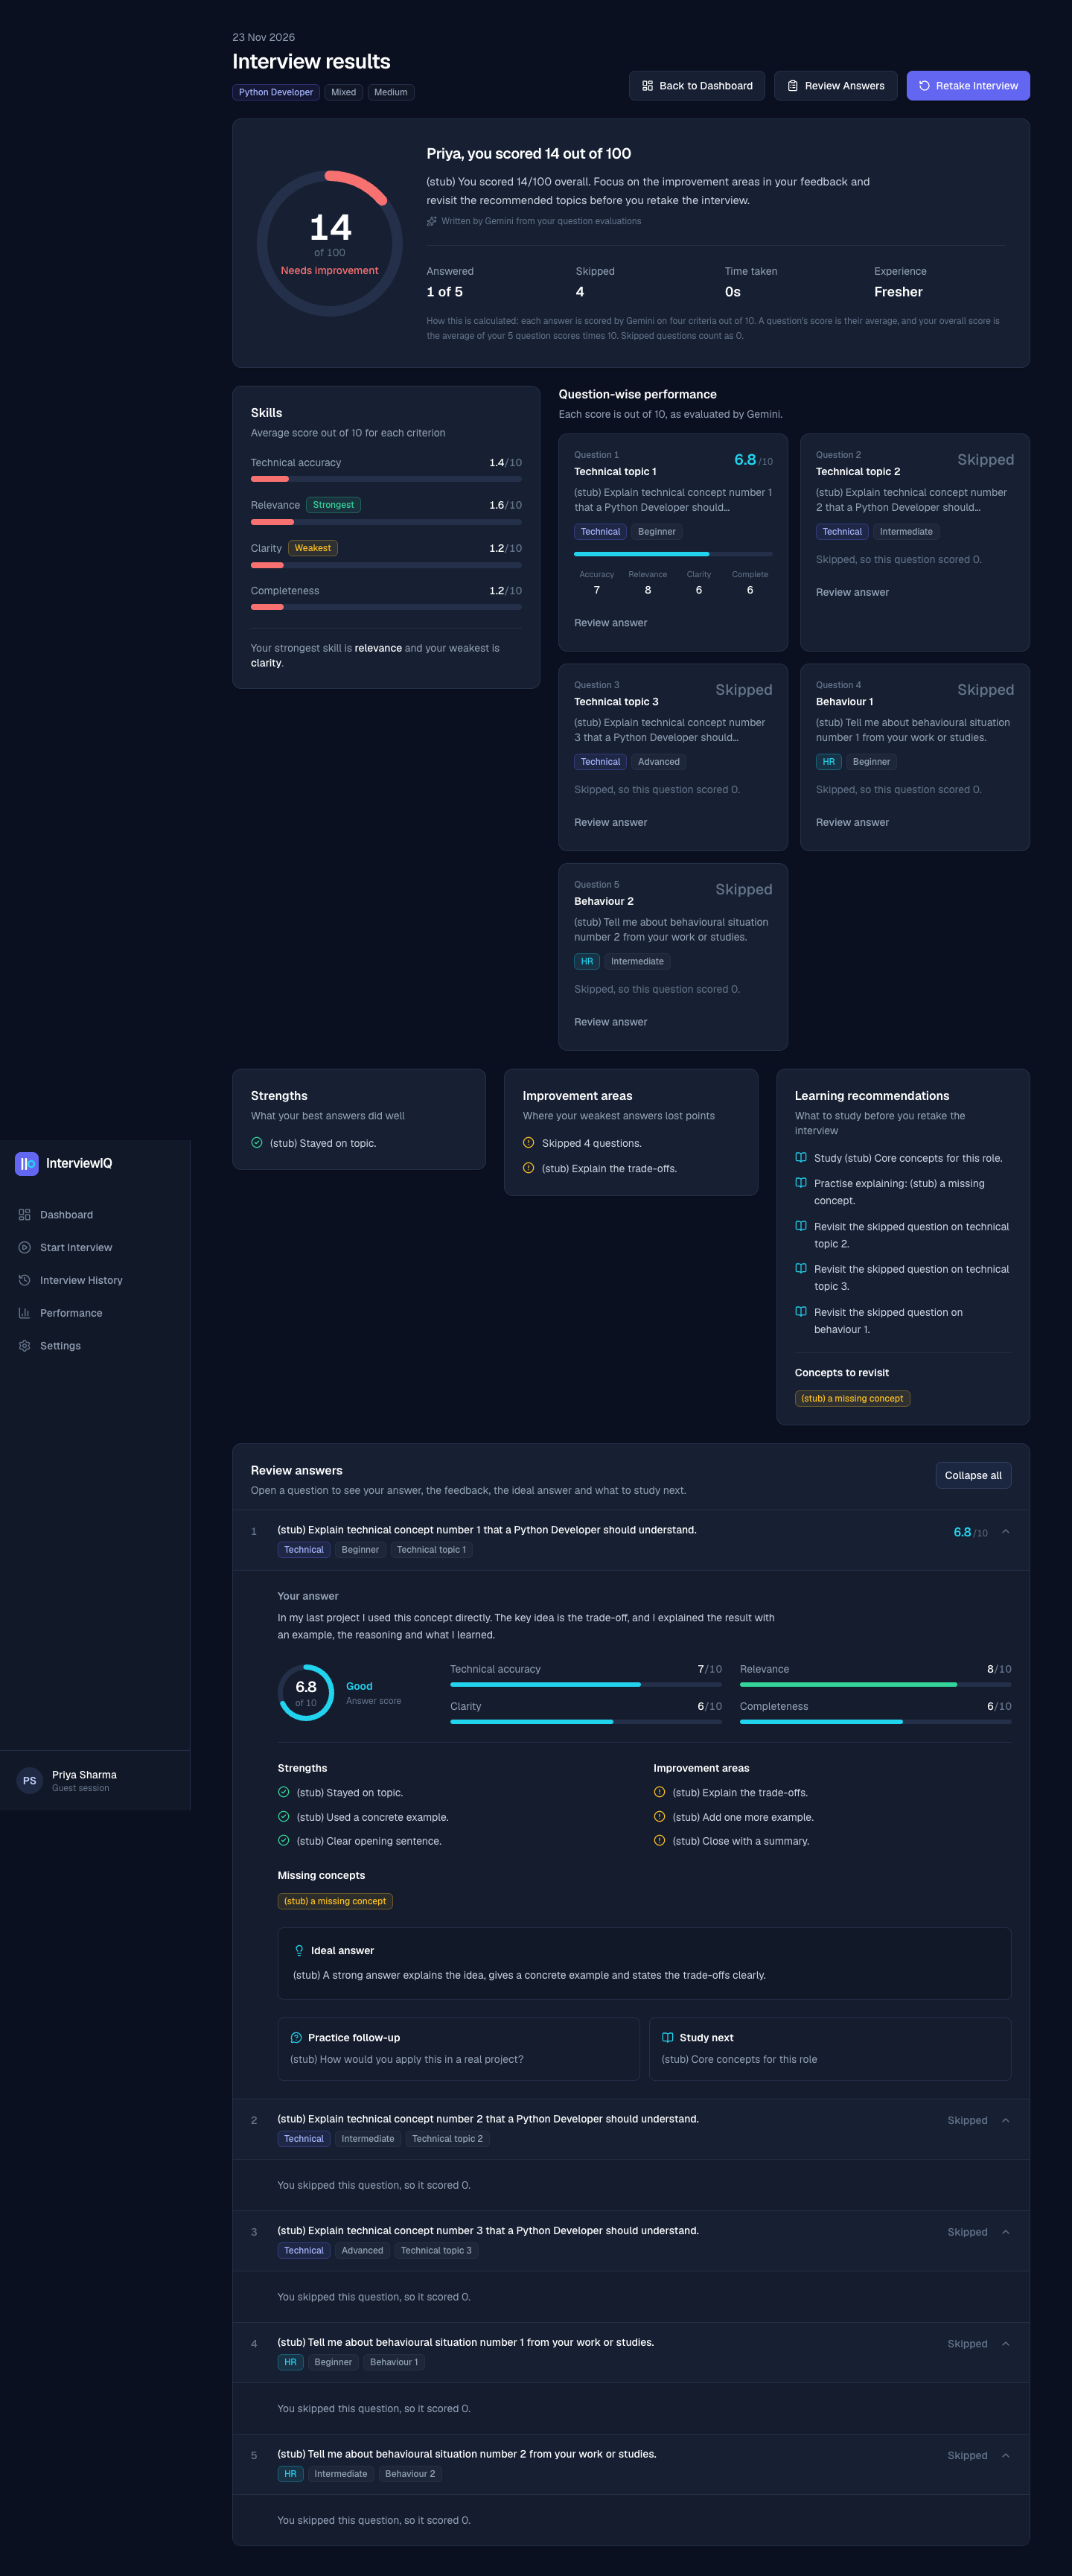 23 Nov 2026
Interview results
Python Developer
Mixed
Medium
Back to Dashboard
Review Answers
Retake Interview
14
of 100
Needs improvement
Priya, you scored 14 out of 100
(stub) You scored 14/100 overall. Focus on the improvement areas in your feedback and
revisit the recommended topics before you retake the interview.
Written by Gemini from your question evaluations
Answered
1 of 5
Skipped
4
Time taken
0s
Experience
Fresher
How this is calculated: each answer is scored by Gemini on four criteria out of 10. A question's score is their average, and your overall score is
the average of your 5 question scores times 10. Skipped questions count as 0.
Skills
Average score out of 10 for each criterion
Technical accuracy
1.4/10
Relevance
Strongest
1.6/10
Clarity
Weakest
1.2/10
Completeness
1.2/10
Your strongest skill is relevance and your weakest is
clarity.
Question-wise performance
Each score is out of 10, as evaluated by Gemini.
Question 1
Technical topic 1
6.8/10
(stub) Explain technical concept number 1
that a Python Developer should...
Technical
Beginner
Accuracy
7
Relevance
8
Clarity
6
Complete
6
Review answer
Question 2
Technical topic 2
Skipped
(stub) Explain technical concept number
2 that a Python Developer should...
Technical
Intermediate
Skipped, so this question scored 0.
Review answer
Question 3
Technical topic 3
Skipped
(stub) Explain technical concept number
3 that a Python Developer should...
Technical
Advanced
Skipped, so this question scored 0.
Review answer
Question 4
Behaviour 1
Skipped
(stub) Tell me about behavioural situation
number 1 from your work or studies.
HR
Beginner
Skipped, so this question scored 0.
Review answer
Question 5
Behaviour 2
Skipped
(stub) Tell me about behavioural situation
number 2 from your work or studies.
HR
Intermediate
Skipped, so this question scored 0.
Review answer
Strengths
What your best answers did well
(stub) Stayed on topic.
Improvement areas
Where your weakest answers lost points
Skipped 4 questions.
(stub) Explain the trade-offs.
Learning recommendations
What to study before you retake the
interview
Study (stub) Core concepts for this role.
Practise explaining: (stub) a missing
concept.
Revisit the skipped question on technical
topic 2.
Revisit the skipped question on technical
topic 3.
Revisit the skipped question on
behaviour 1.
Concepts to revisit
(stub) a missing concept
InterviewIQ
Dashboard
Start Interview
Interview History
Performance
Settings
PS
Priya Sharma
Guest session
Review answers
Open a question to see your answer, the feedback, the ideal answer and what to study next.
Collapse all
1
(stub) Explain technical concept number 1 that a Python Developer should understand.
Technical
Beginner
Technical topic 1
6.8/10
Your answer
In my last project I used this concept directly. The key idea is the trade-off, and I explained the result with
an example, the reasoning and what I learned.
6.8
of 10
Good
Answer score
Technical accuracy
7/10
Relevance
8/10
Clarity
6/10
Completeness
6/10
Strengths
(stub) Stayed on topic.
(stub) Used a concrete example.
(stub) Clear opening sentence.
Improvement areas
(stub) Explain the trade-offs.
(stub) Add one more example.
(stub) Close with a summary.
Missing concepts
(stub) a missing concept
Ideal answer
(stub) A strong answer explains the idea, gives a concrete example and states the trade-offs clearly.
Practice follow-up
(stub) How would you apply this in a real project?
Study next
(stub) Core concepts for this role
2
(stub) Explain technical concept number 2 that a Python Developer should understand.
Technical
Intermediate
Technical topic 2
Skipped
You skipped this question, so it scored 0.
3
(stub) Explain technical concept number 3 that a Python Developer should understand.
Technical
Advanced
Technical topic 3
Skipped
You skipped this question, so it scored 0.
4
(stub) Tell me about behavioural situation number 1 from your work or studies.
HR
Beginner
Behaviour 1
Skipped
You skipped this question, so it scored 0.
5
(stub) Tell me about behavioural situation number 2 from your work or studies.
HR
Intermediate
Behaviour 2
Skipped
You skipped this question, so it scored 0.